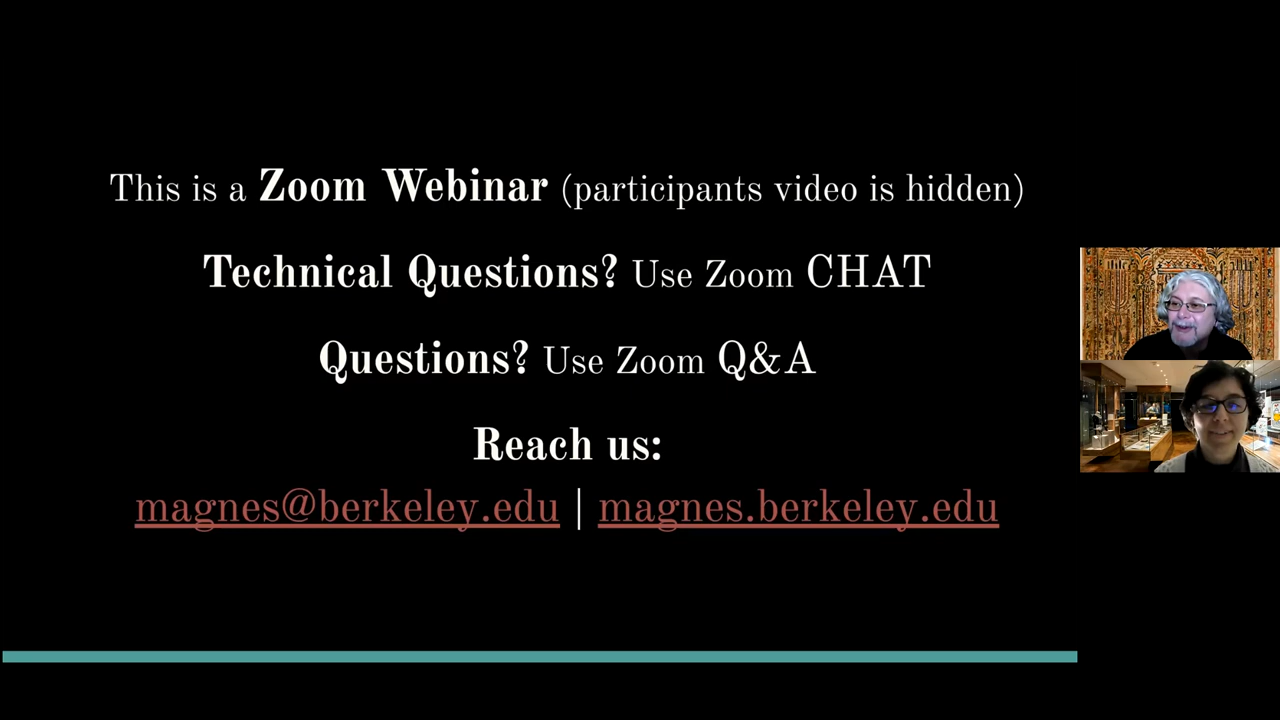 This is a Zoom Webinar (participants video is hidden)
Technical Questions? Use Zoom CHAT
Questions? Use Zoom Q&A
Reach us:
magnes@berkeley.edu | magnes.berkeley.edu